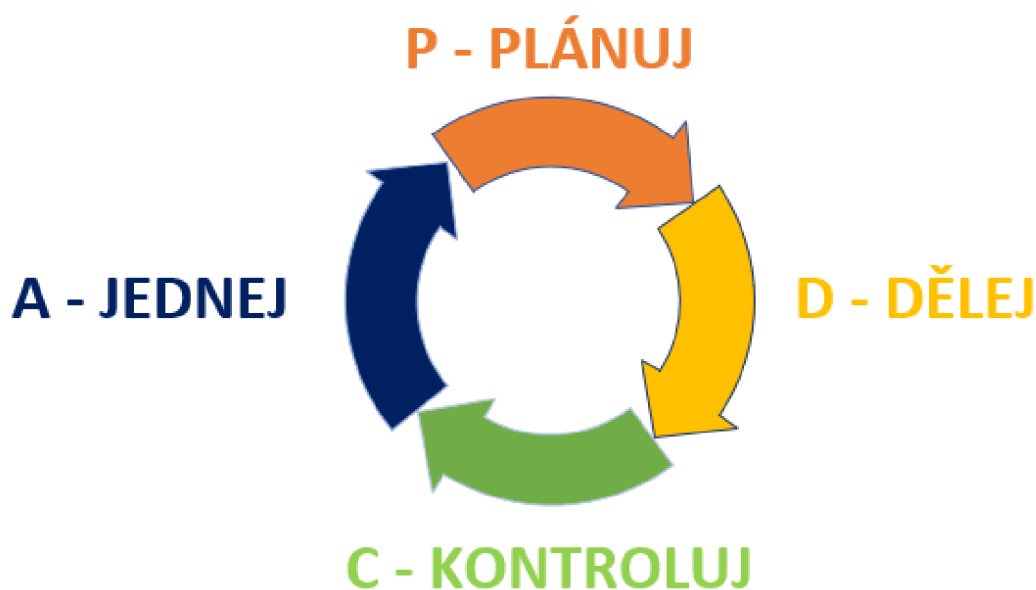 P - PLÁNUJ
A - JEDNEJ
D - DĚLEJ
C - KONTROLUJ